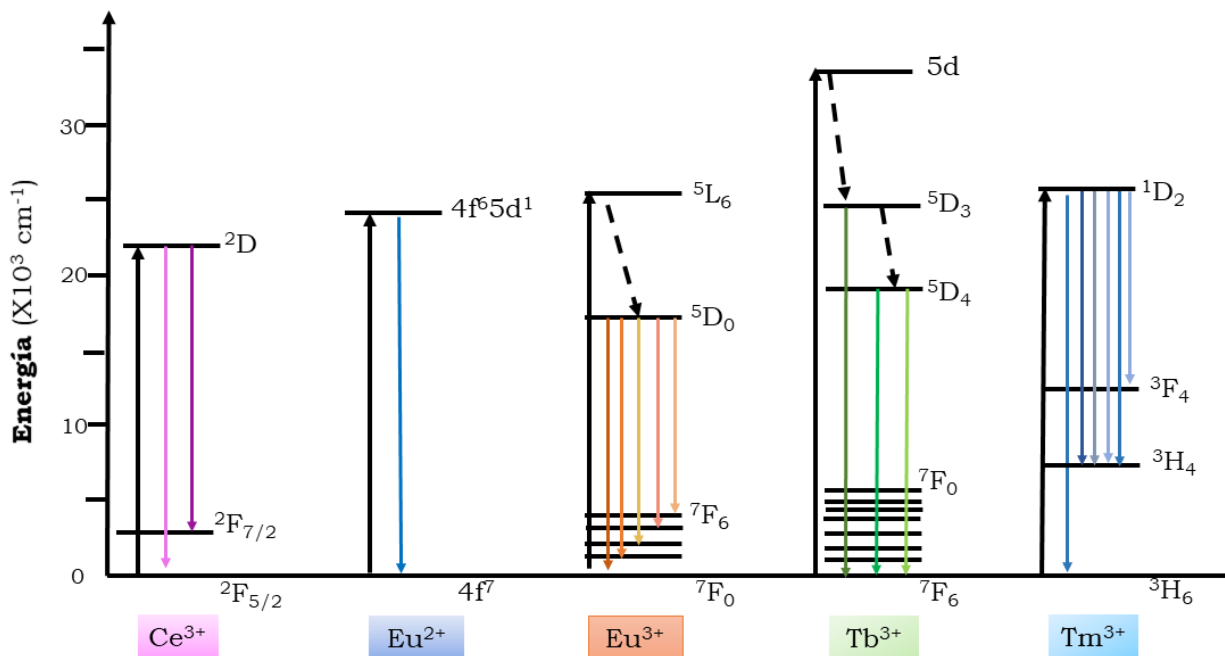 Energía (X10³ cm⁻¹)
30
20
10
0
²D
²F₇/₂
²F₅/₂
Ce³⁺
4f⁶5d¹
4f⁷
Eu²⁺
⁵L₆
⁵D₀
⁷F₆
⁷F₀
Eu³⁺
5d
⁵D₃
⁵D₄
⁷F₀
⁷F₆
Tb³⁺
¹D₂
³F₄
³H₄
³H₆
Tm³⁺